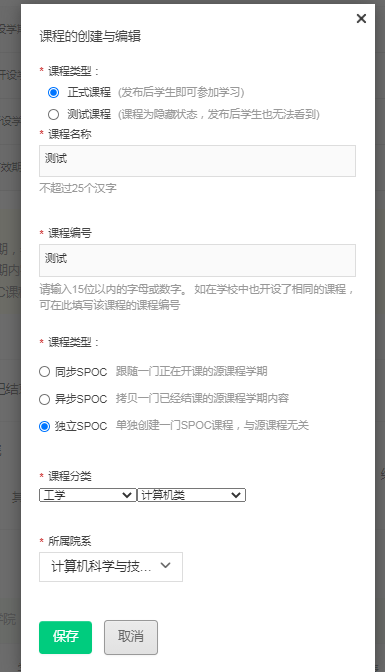 课程的创建与编辑
* 课程类型：
正式课程 (发布后学生即可参加学习)
测试课程 (课程为隐藏状态，发布后学生也无法看到)
* 课程名称
测试
不超过25个汉字
* 课程编号
测试
请输入15位以内的字母或数字。 如在学校中也开设了相同的课程，
可在此填写该课程的课程编号
* 课程类型：
同步SPOC 跟随一门正在开课的源课程学期
异步SPOC 拷贝一门已经结课的源课程学期内容
独立SPOC 单独创建一门SPOC课程，与源课程无关
* 课程分类
工学 计算机类
* 所属院系
计算机科学与技...
保存 取消